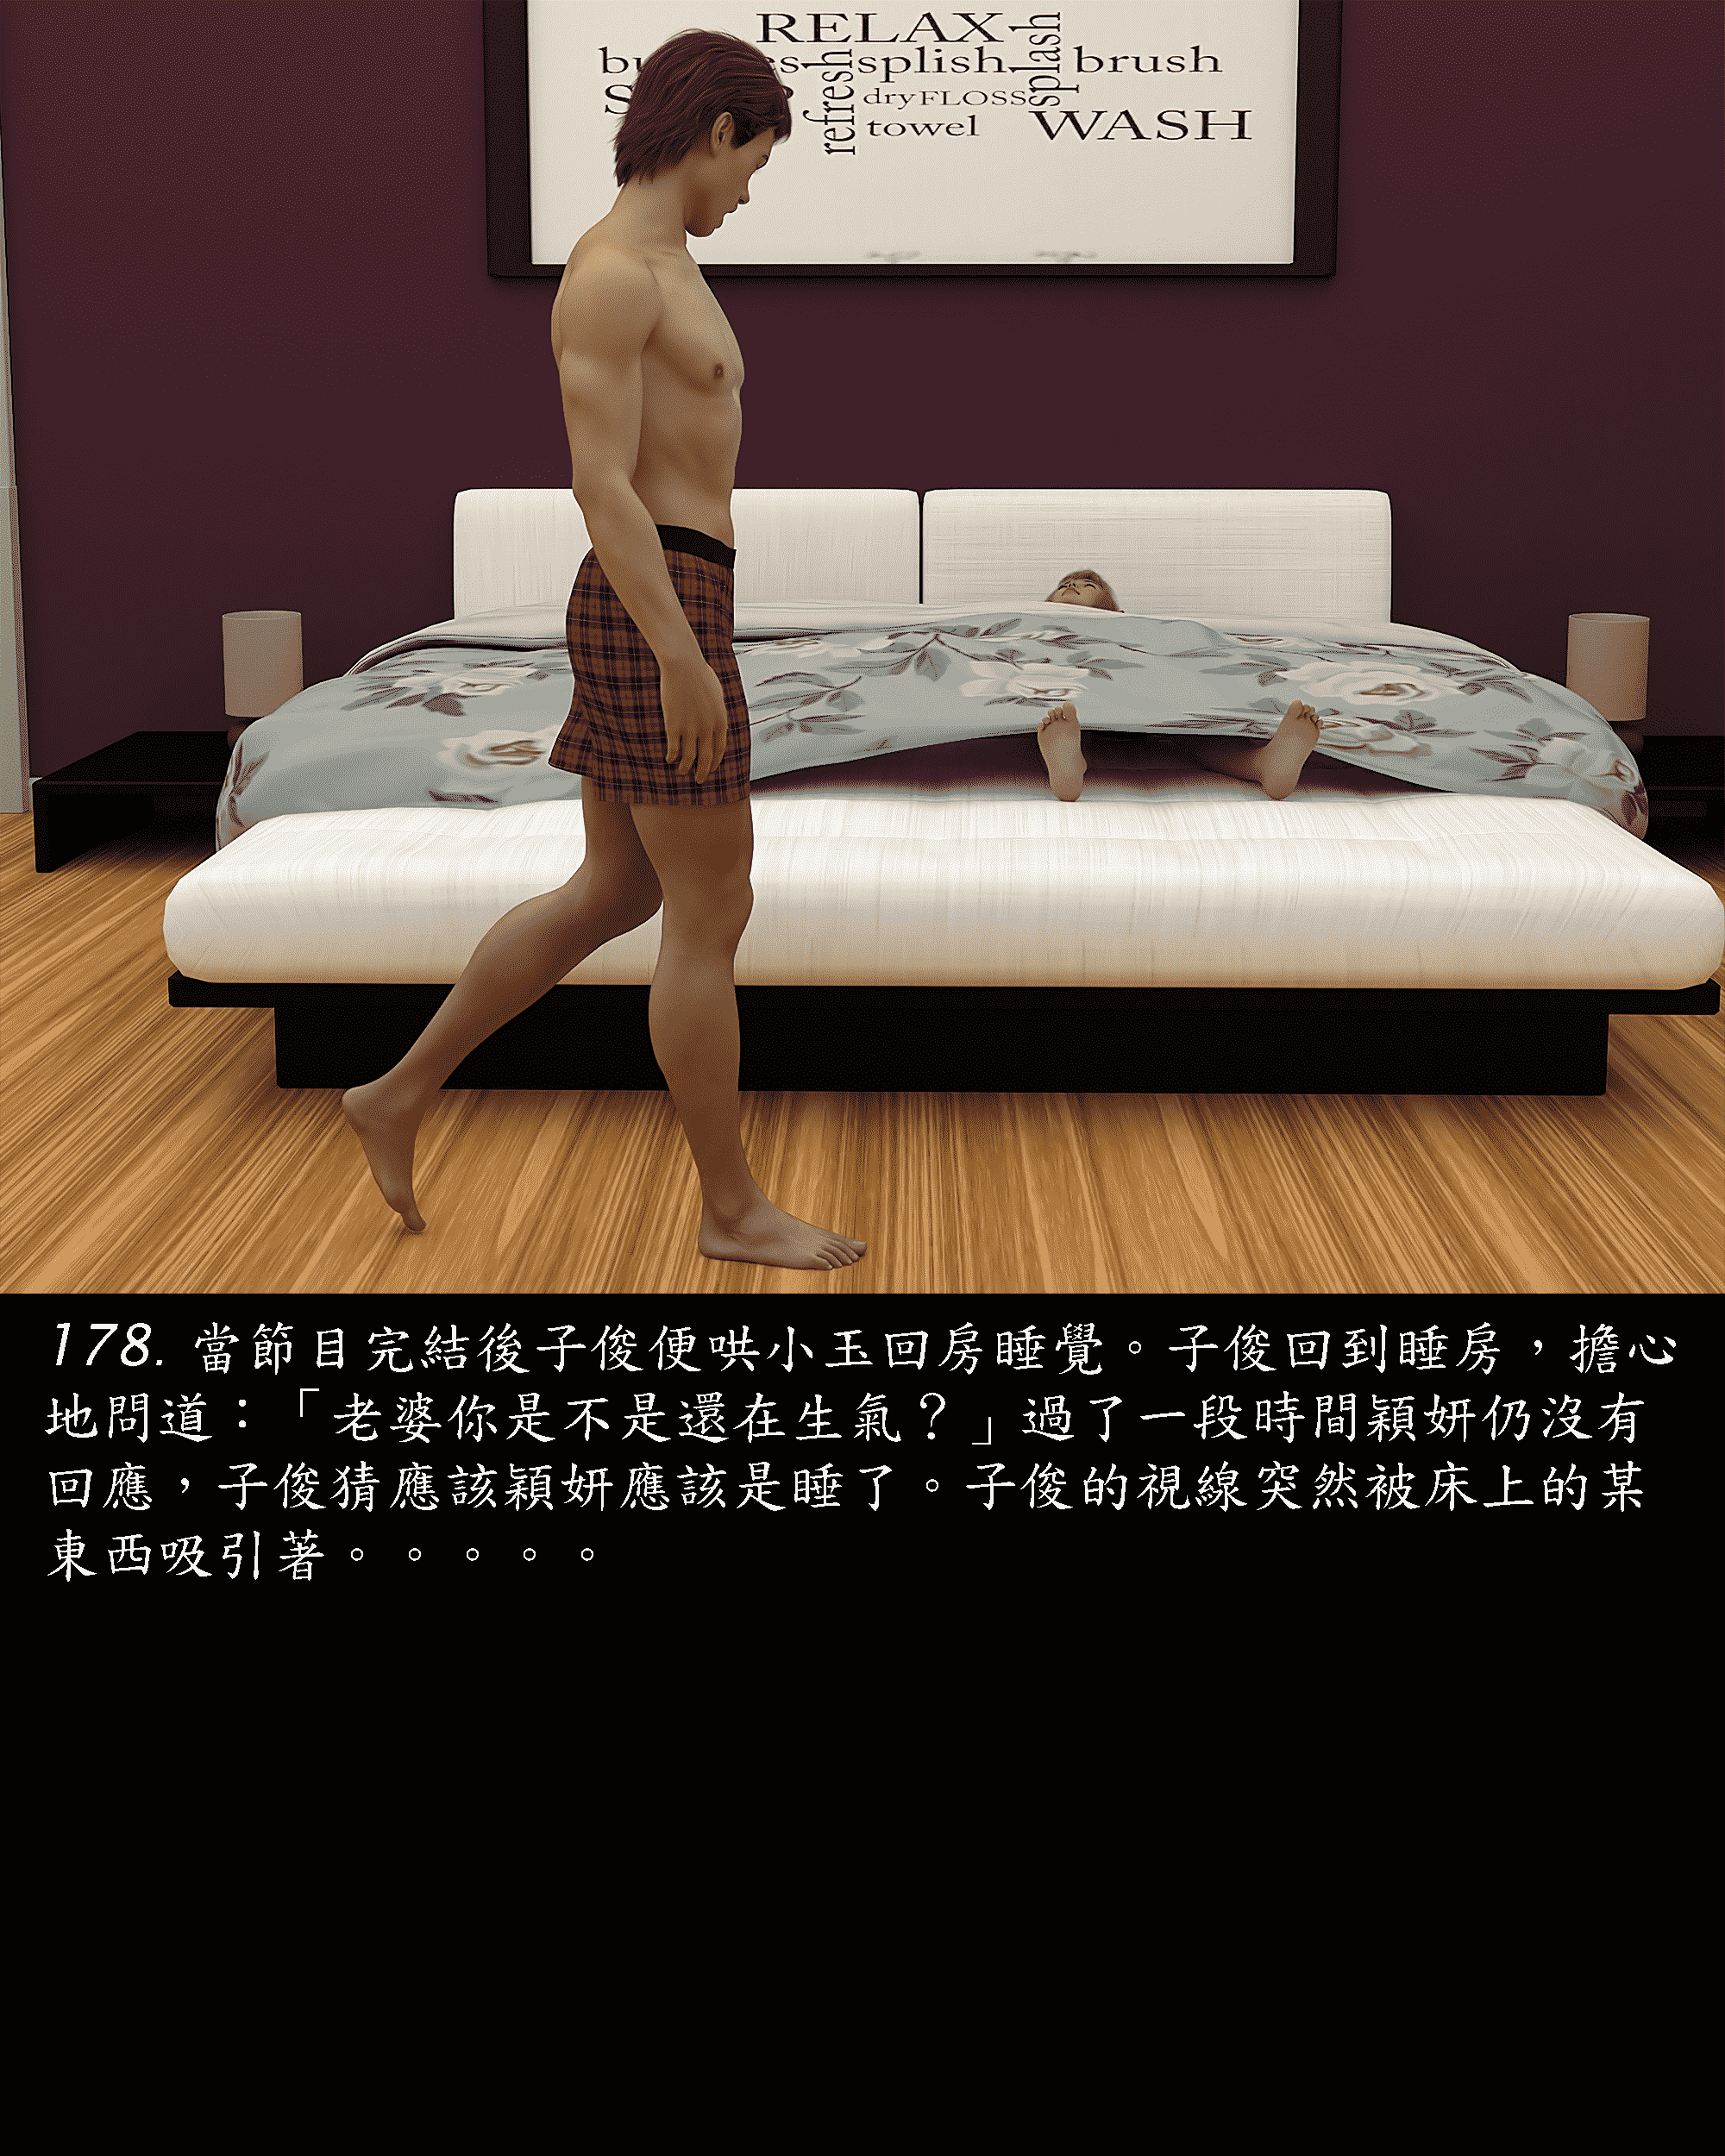 RELAX
splash
splish
brush
refresh
dry FLOSS
towel
WASH
178. 當節目完結後子俊便哄小玉回房睡覺。子俊回到睡房，擔心
地問道：「老婆你是不是還在生氣？」過了一段時間穎妍仍沒有
回應，子俊猜應該穎妍應該是睡了。子俊的視線突然被床上的某
東西吸引著。。。。。